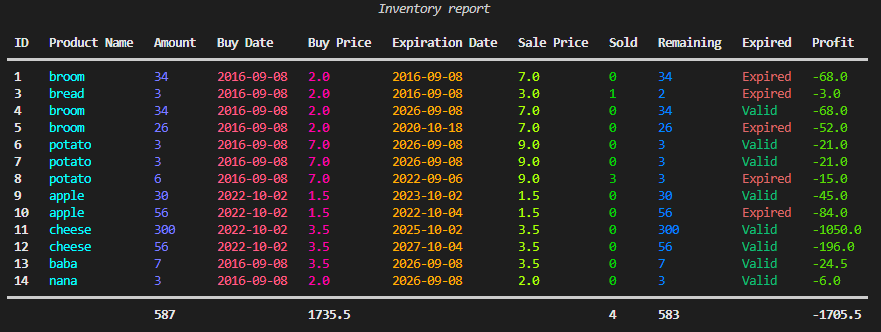 Inventory report
ID Product Name Amount Buy Date Buy Price Expiration Date Sale Price Sold Remaining Expired Profit
1 broom 34 2016-09-08 2.0 2016-09-08 7.0 0 34 Expired -68.0
3 bread 3 2016-09-08 2.0 2016-09-08 3.0 1 2 Expired -3.0
4 broom 34 2016-09-08 2.0 2026-09-08 7.0 0 34 Valid -68.0
5 broom 26 2016-09-08 2.0 2020-10-18 7.0 0 26 Expired -52.0
6 potato 3 2016-09-08 7.0 2026-09-08 9.0 0 3 Valid -21.0
7 potato 3 2016-09-08 7.0 2026-09-08 9.0 0 3 Valid -21.0
8 potato 6 2016-09-08 7.0 2022-09-06 9.0 3 3 Expired -15.0
9 apple 30 2022-10-02 1.5 2023-10-02 1.5 0 30 Valid -45.0
10 apple 56 2022-10-02 1.5 2022-10-04 1.5 0 56 Expired -84.0
11 cheese 300 2022-10-02 3.5 2025-10-02 3.5 0 300 Valid -1050.0
12 cheese 56 2022-10-02 3.5 2027-10-04 3.5 0 56 Valid -196.0
13 baba 7 2016-09-08 3.5 2026-09-08 3.5 0 7 Valid -24.5
14 nana 3 2016-09-08 2.0 2026-09-08 2.0 0 3 Valid -6.0
587 1735.5 4 583 -1705.5